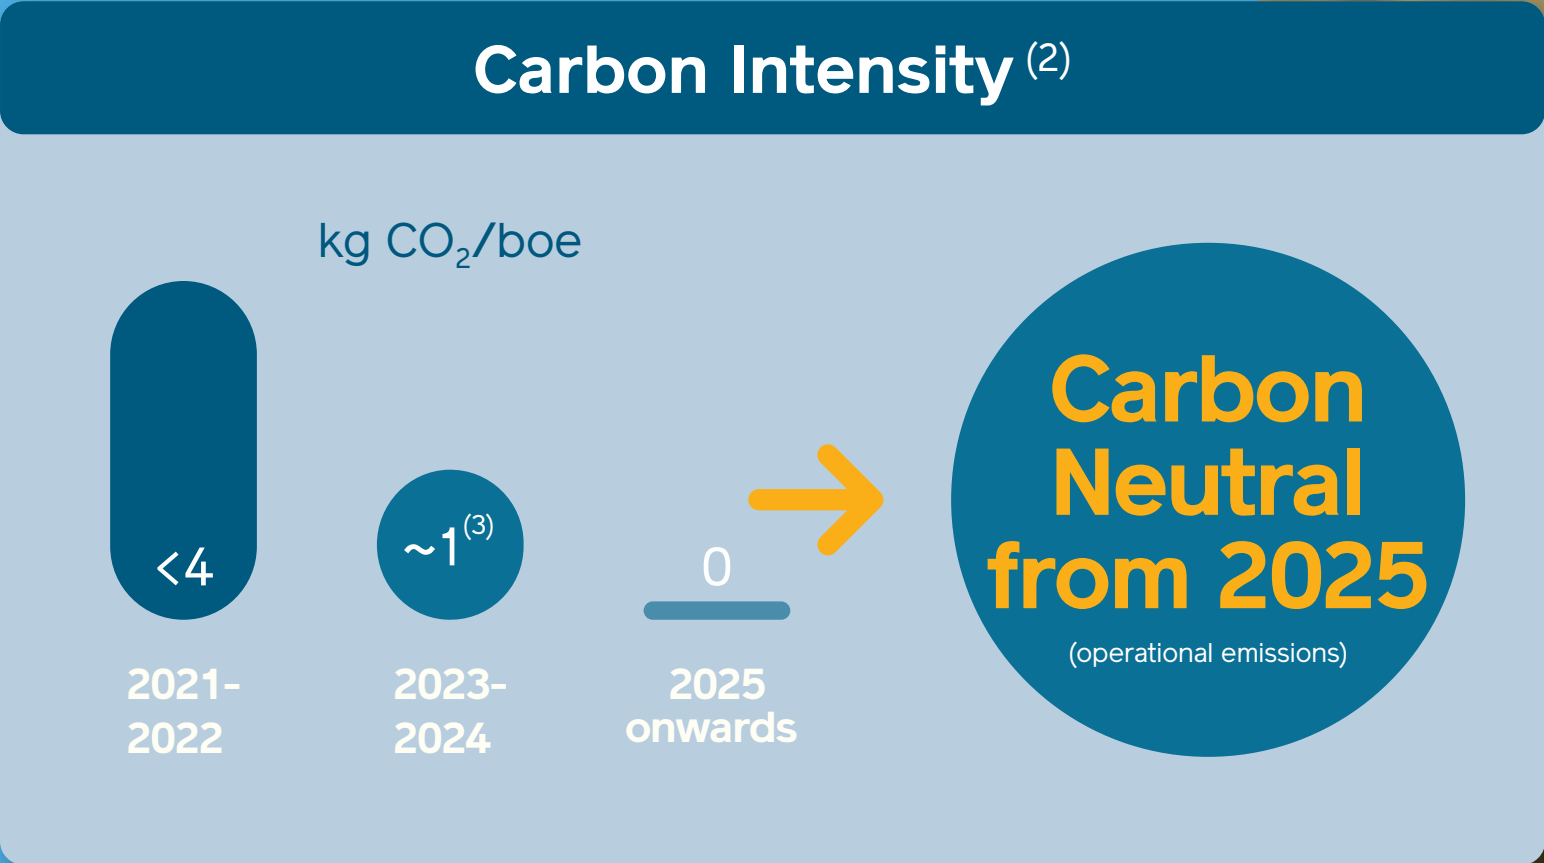 Carbon Intensity (2)
kg CO₂/boe
<4
~1(3)
0
2021-
2022
2023-
2024
2025
onwards
Carbon
Neutral
from 2025
(operational emissions)